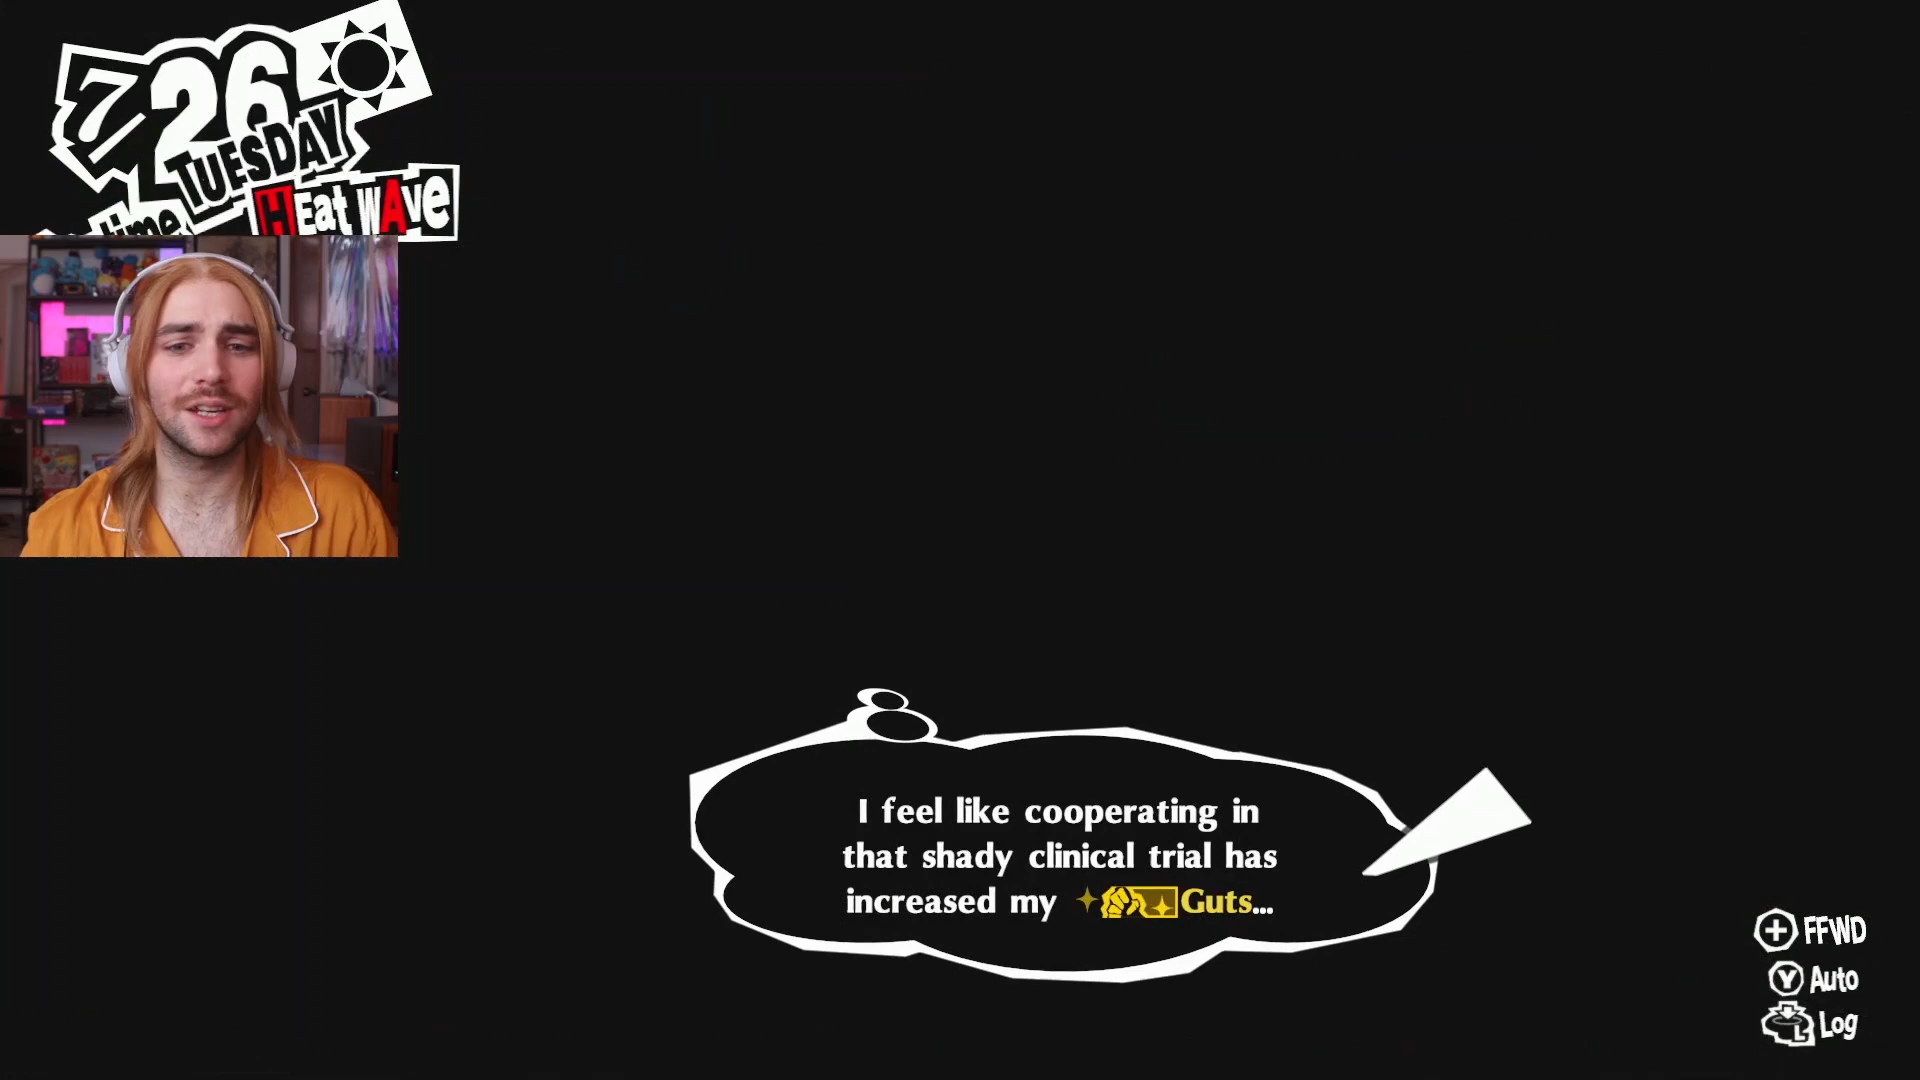 7 26
TUESDAY
Heat Wave
I feel like cooperating in
that shady clinical trial has
increased my Guts...
+ FFWD
Y Auto
L Log